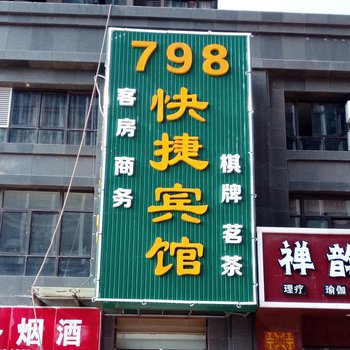 798
快捷宾馆
客房商务
棋牌茗茶
禅韵
理疗 瑜伽
烟酒